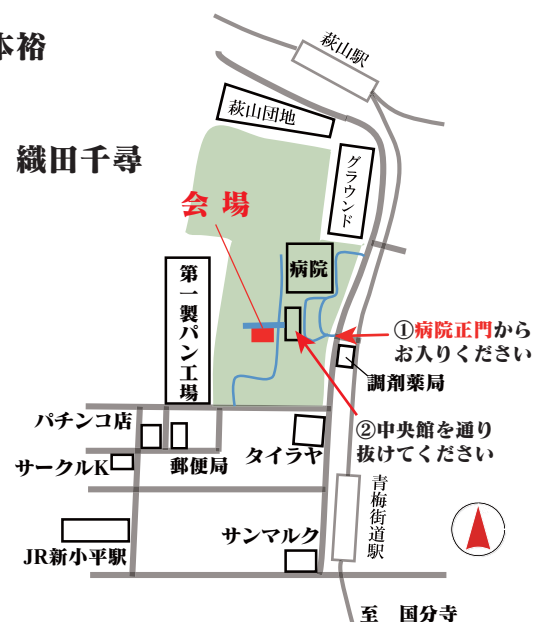 本裕
織田千尋
萩山駅
萩山団地
グラウンド
会 場
病院
第一製パン工場
①病院正門から
お入りください
調剤薬局
②中央館を通り
抜けてください
パチンコ店
サークルK
郵便局
タイラヤ
青梅街道駅
サンマルク
JR新小平駅
至 国分寺